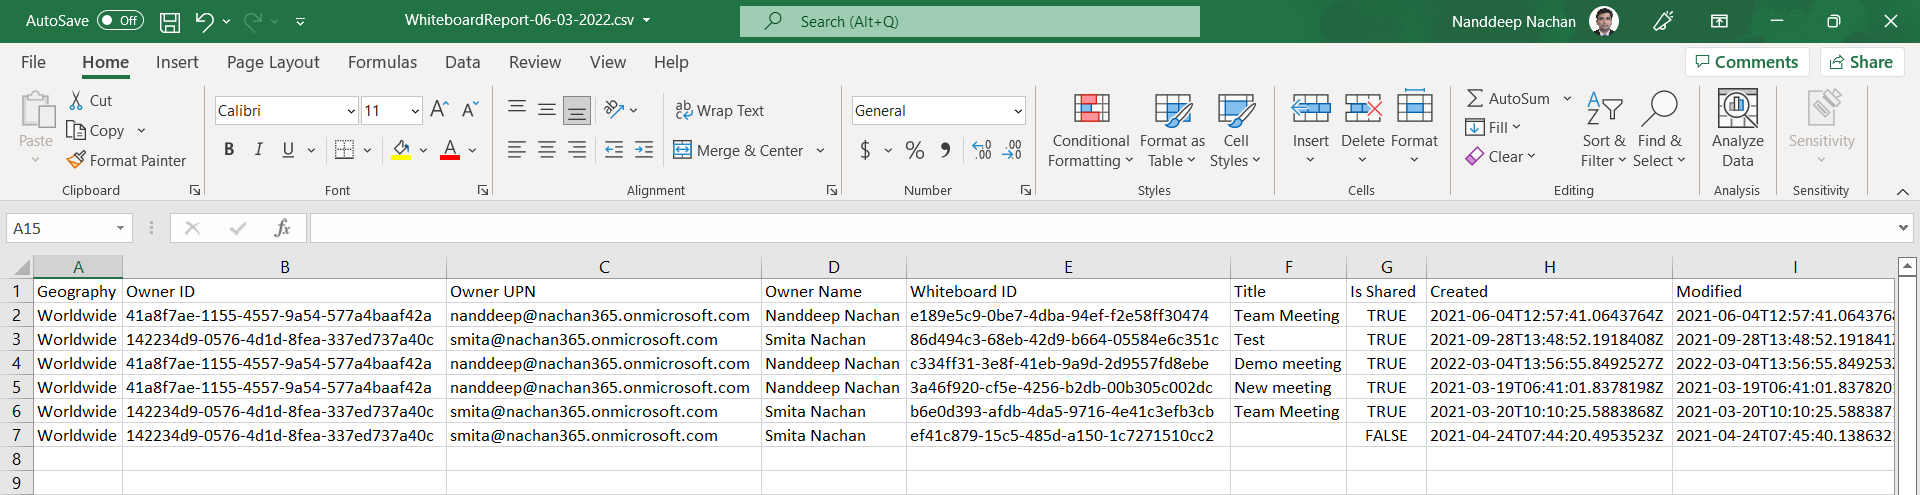 AutoSave Off WhiteboardReport-06-03-2022.csv Search (Alt+Q) Nanddeep Nachan
File Home Insert Page Layout Formulas Data Review View Help Comments Share
Paste Cut Copy Format Painter Clipboard
Calibri 11 B I U A Font
Wrap Text Merge & Center Alignment
General $ % Number
Conditional Formatting Format as Table Cell Styles Styles
Insert Delete Format Cells
AutoSum Fill Clear Sort & Filter Find & Select Editing
Analyze Data Analysis
Sensitivity Sensitivity
A15 fx
A B C D E F G H I
1 Geography Owner ID Owner UPN Owner Name Whiteboard ID Title Is Shared Created Modified
2 Worldwide 41a8f7ae-1155-4557-9a54-577a4baaf42a nanddeep@nachan365.onmicrosoft.com Nanddeep Nachan e189e5c9-0be7-4dba-94ef-f2e58ff30474 Team Meeting TRUE 2021-06-04T12:57:41.0643764Z 2021-06-04T12:57:41.0643768
3 Worldwide 142234d9-0576-4d1d-8fea-337ed737a40c smita@nachan365.onmicrosoft.com Smita Nachan 86d494c3-68eb-42d9-b664-05584e6c351c Test TRUE 2021-09-28T13:48:52.1918408Z 2021-09-28T13:48:52.1918412
4 Worldwide 41a8f7ae-1155-4557-9a54-577a4baaf42a nanddeep@nachan365.onmicrosoft.com Nanddeep Nachan c334ff31-3e8f-41eb-9a9d-2d9557fd8ebe Demo meeting TRUE 2022-03-04T13:56:55.8492527Z 2022-03-04T13:56:55.8492532
5 Worldwide 41a8f7ae-1155-4557-9a54-577a4baaf42a nanddeep@nachan365.onmicrosoft.com Nanddeep Nachan 3a46f920-cf5e-4256-b2db-00b305c002dc New meeting TRUE 2021-03-19T06:41:01.8378198Z 2021-03-19T06:41:01.8378201
6 Worldwide 142234d9-0576-4d1d-8fea-337ed737a40c smita@nachan365.onmicrosoft.com Smita Nachan b6e0d393-afdb-4da5-9716-4e41c3efb3cb Team Meeting TRUE 2021-03-20T10:10:25.5883868Z 2021-03-20T10:10:25.588387
7 Worldwide 142234d9-0576-4d1d-8fea-337ed737a40c smita@nachan365.onmicrosoft.com Smita Nachan ef41c879-15c5-485d-a150-1c7271510cc2 FALSE 2021-04-24T07:44:20.4953523Z 2021-04-24T07:45:40.138632
8
9